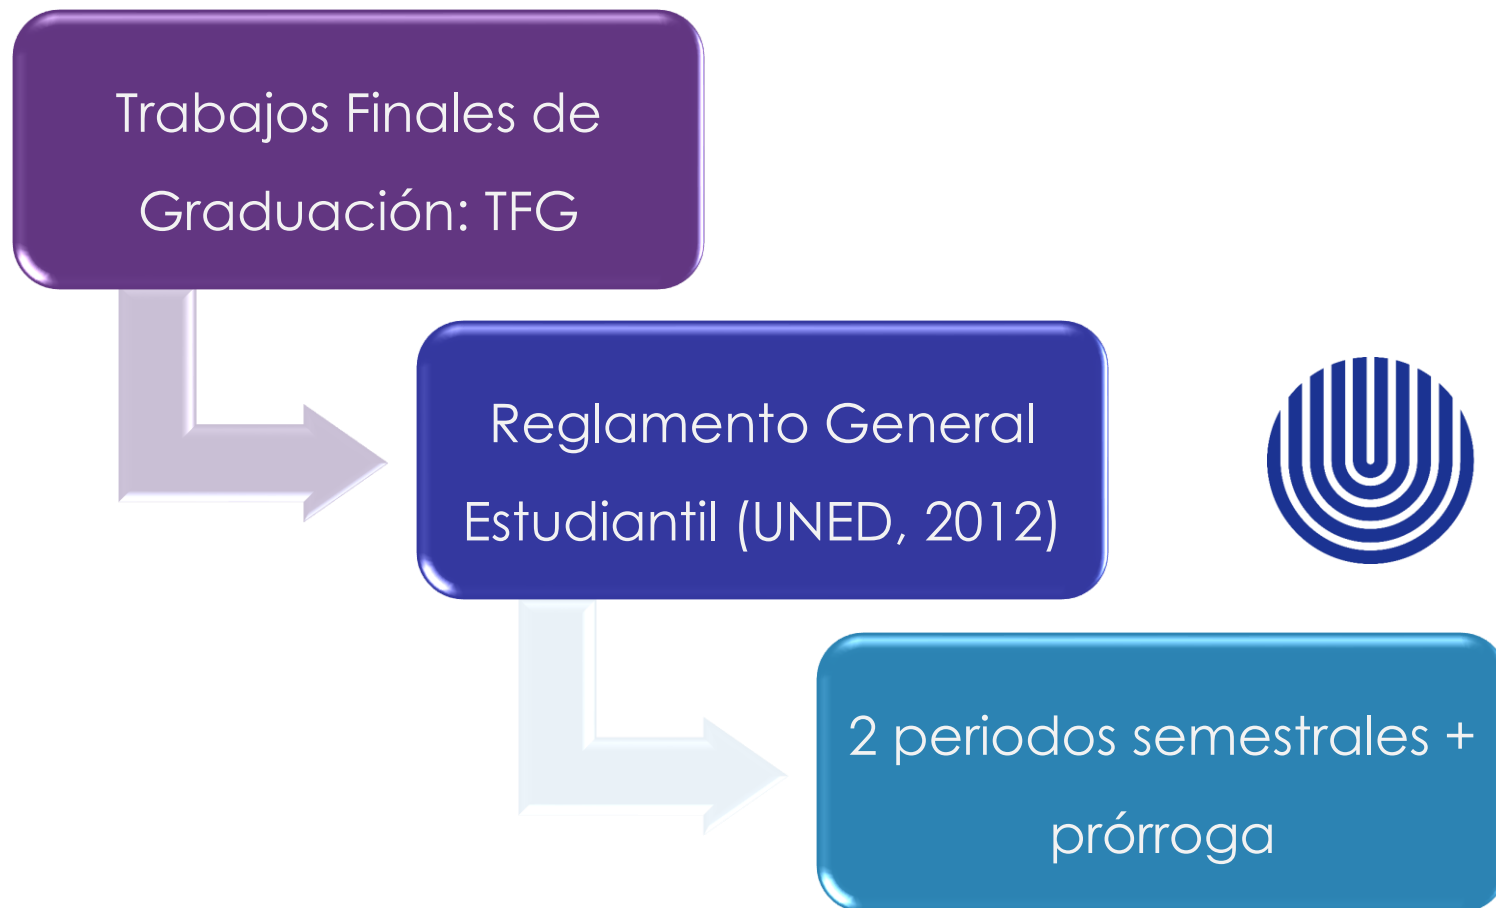 Trabajos Finales de
Graduación: TFG
Reglamento General
Estudiantil (UNED, 2012)
2 periodos semestrales +
prórroga